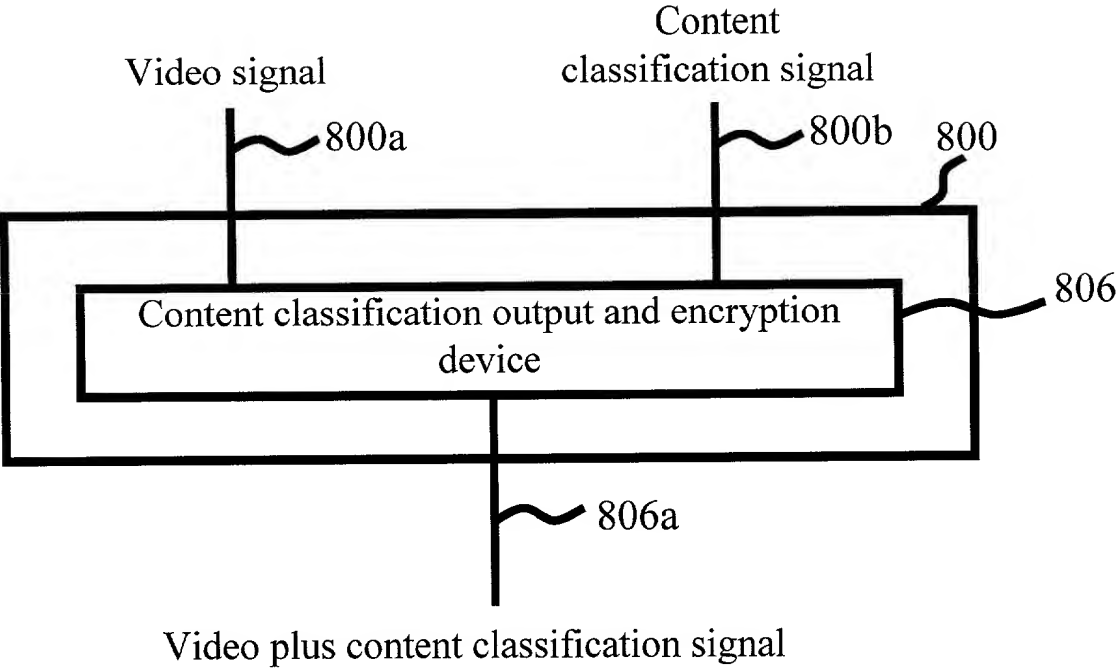 Content
classification signal
Video signal
800a
800b
800
806
Content classification output and encryption
device
806a
Video plus content classification signal